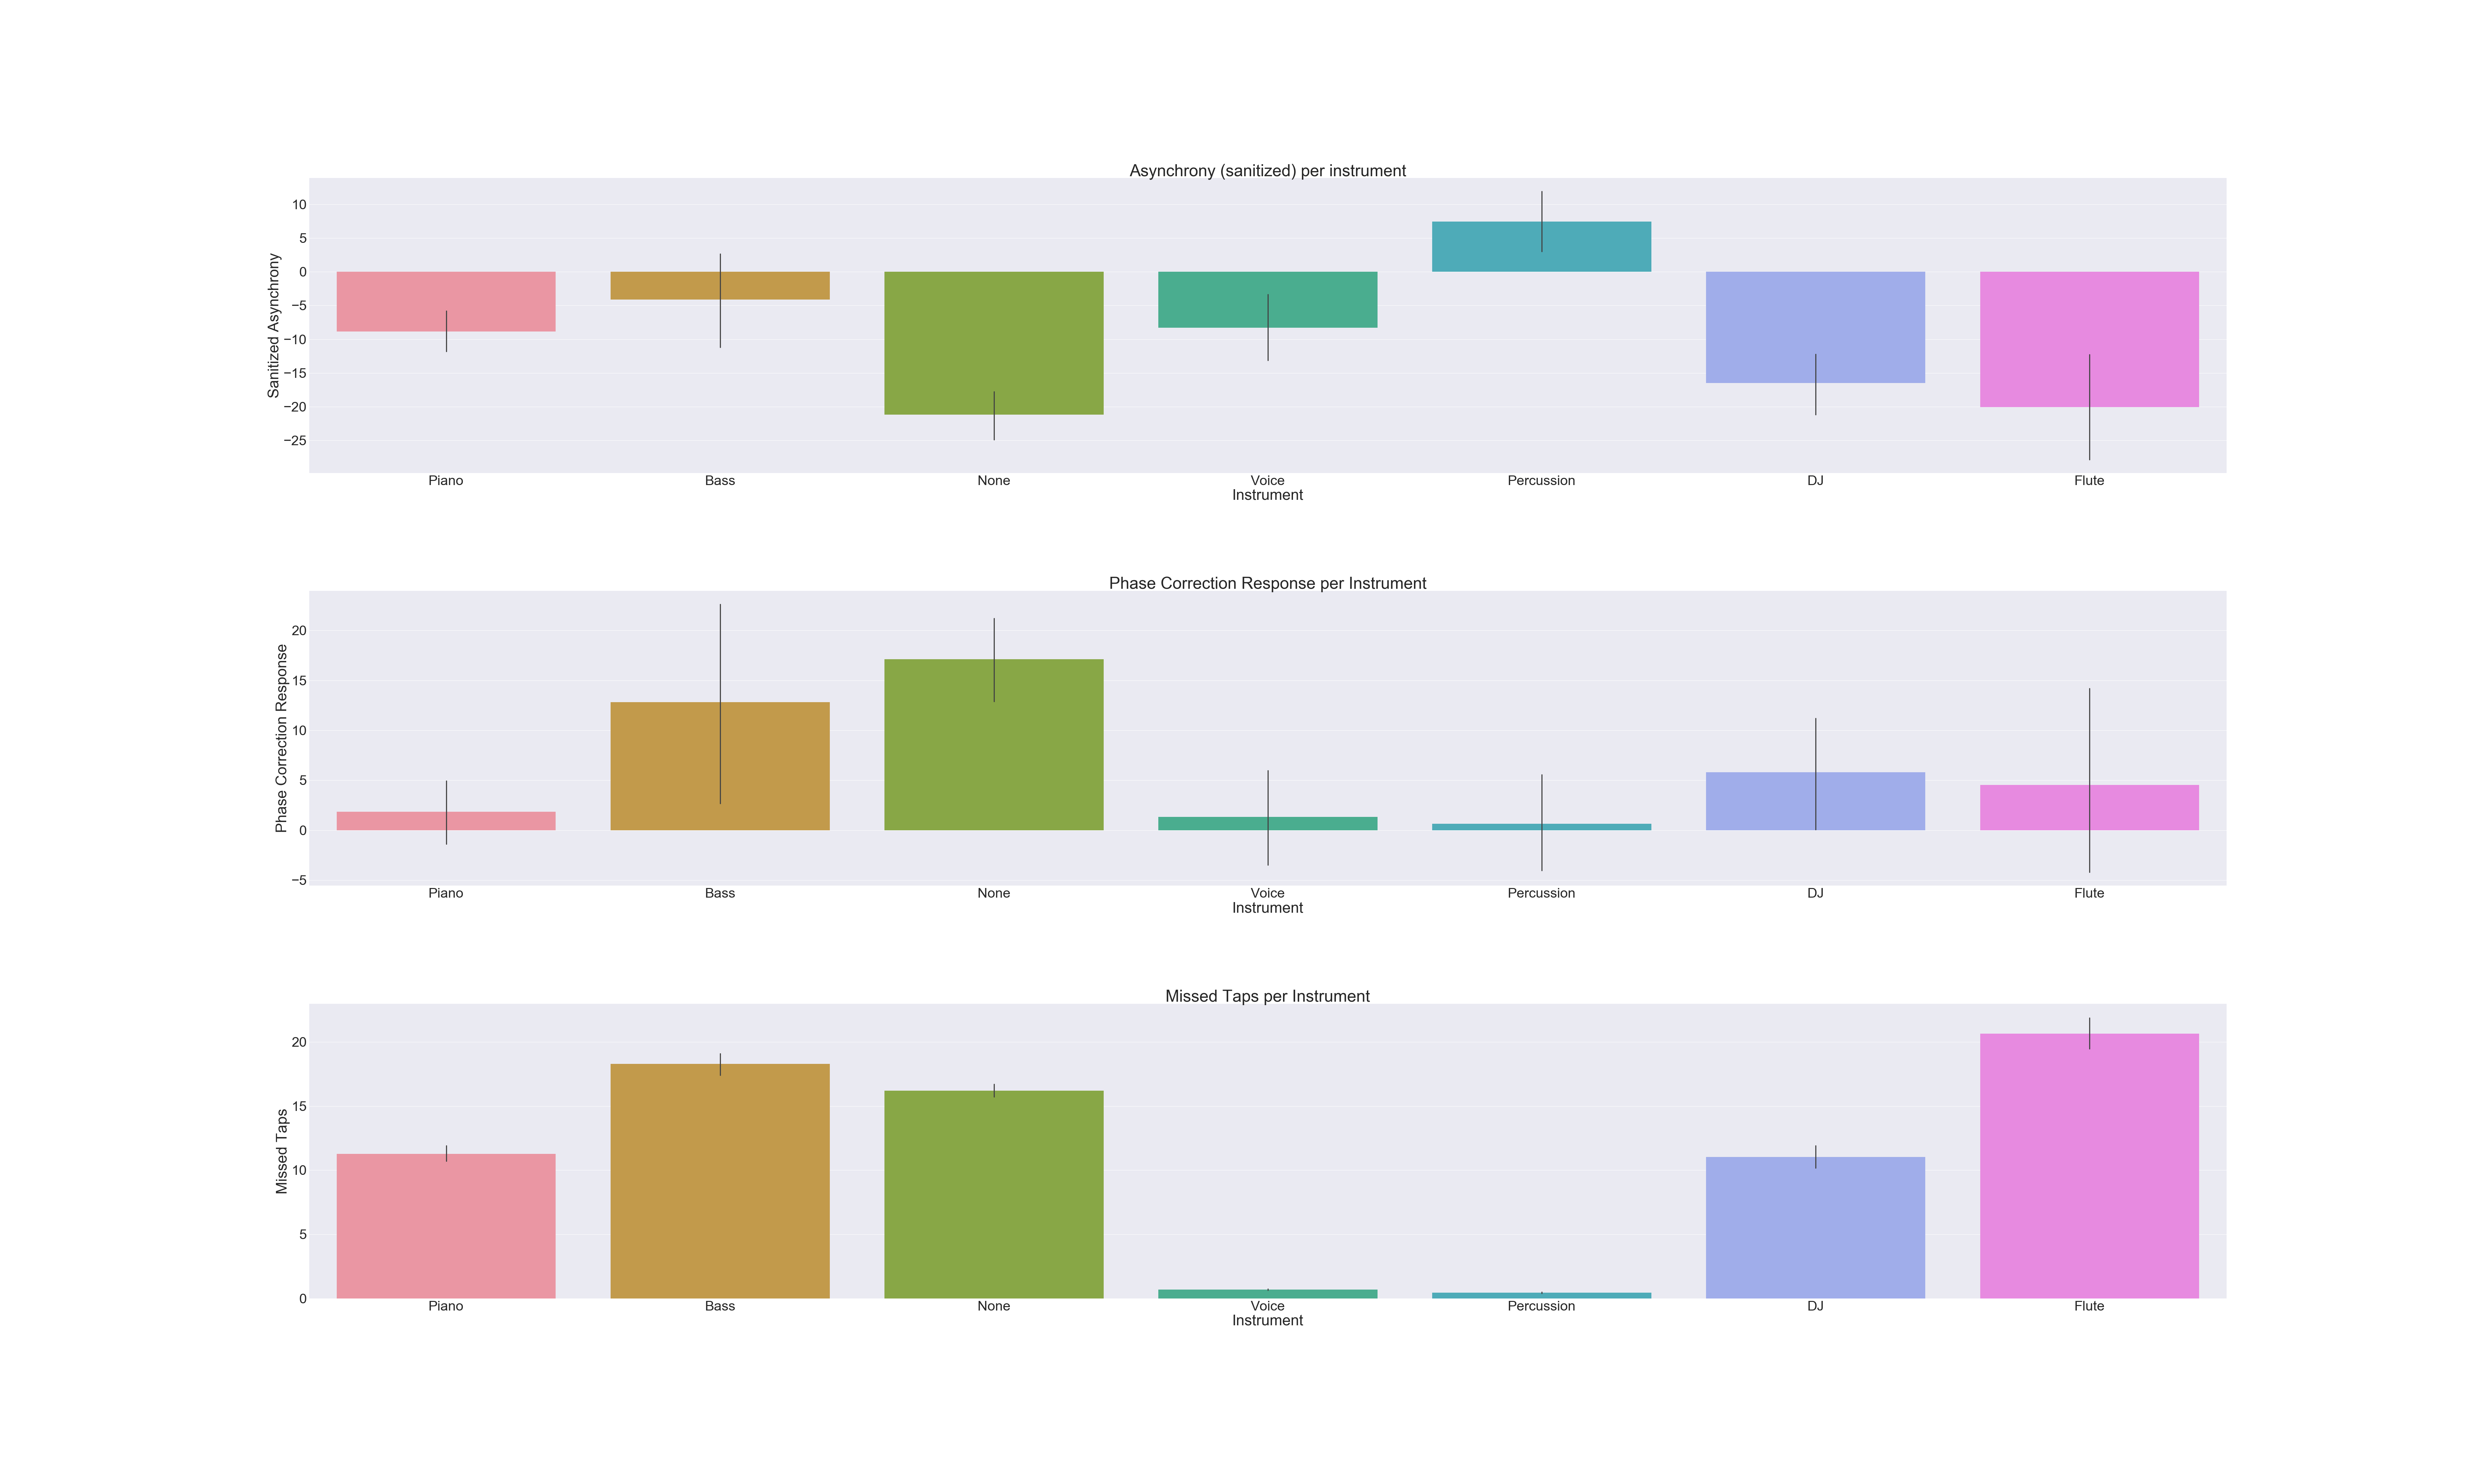 Asynchrony (sanitized) per instrument
Sanitized Asynchrony
10
5
0
−5
−10
−15
−20
−25
Piano Bass None Voice Percussion DJ Flute
Instrument
Phase Correction Response per Instrument
Phase Correction Response
20
15
10
5
0
−5
Piano Bass None Voice Percussion DJ Flute
Instrument
Missed Taps per Instrument
Missed Taps
20
15
10
5
0
Piano Bass None Voice Percussion DJ Flute
Instrument